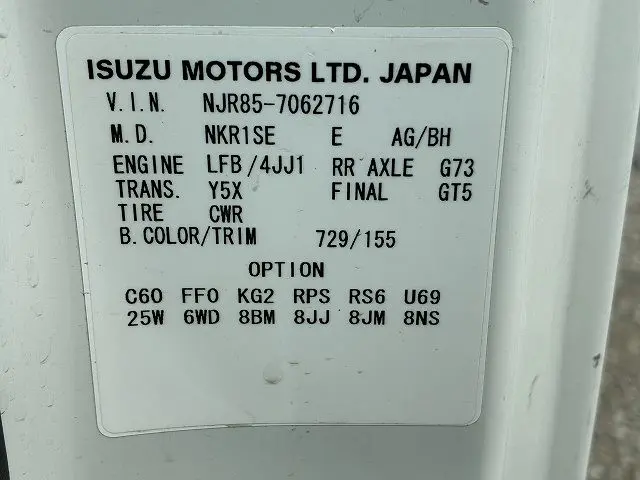 ISUZU MOTORS LTD. JAPAN
V.I.N. NJR85-7062716
M.D. NKR1SE E AG/BH
ENGINE LFB/4JJ1 RR AXLE G73
TRANS. Y5X FINAL GT5
TIRE CWR
B.COLOR/TRIM 729/155
OPTION
C60 FF0 KG2 RPS RS6 U69
25W 6WD 8BM 8JJ 8JM 8NS